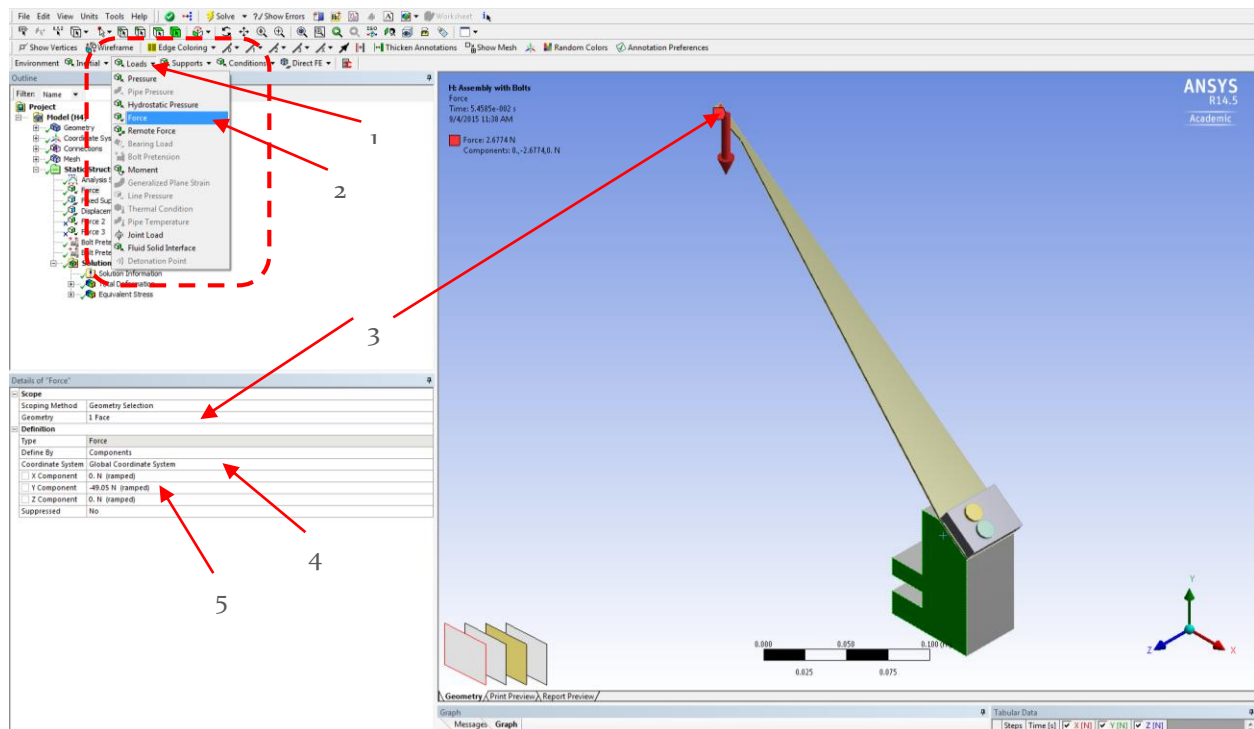 File Edit View Units Tools Help Solve ?/ Show Errors Worksheet
Show Vertices Wireframe Edge Coloring Thicken Annotations Show Mesh Random Colors Annotation Preferences
Environment Inertial Loads Supports Conditions Direct FE
Outline
Filter: Name
Project
Model (H4)
Geometry
Coordinate Sys
Connections
Mesh
Static Struct
Analysis S
Force
Fixed Sup
Displacem
Force 2
Force 3
Bolt Prete
Bolt Prete
Solution
Solution Information
Total Deformation
Equivalent Stress
Pressure
Pipe Pressure
Hydrostatic Pressure
Force
Remote Force
Bearing Load
Bolt Pretension
Moment
Generalized Plane Strain
Line Pressure
Thermal Condition
Pipe Temperature
Joint Load
Fluid Solid Interface
Detonation Point
1
2
3
4
5
Details of "Force"
Scope
Scoping Method Geometry Selection
Geometry 1 Face
Definition
Type Force
Define By Components
Coordinate System Global Coordinate System
X Component 0. N (ramped)
Y Component -49.05 N (ramped)
Z Component 0. N (ramped)
Suppressed No
H: Assembly with Bolts
Force
Time: 5.4585e-002 s
9/4/2015 11:30 AM
Force: 2.6774 N
Components: 0.,-2.6774,0. N
ANSYS
R14.5
Academic
0.000 0.050 0.100
0.025 0.075
Y
Z X
Geometry Print Preview Report Preview
Graph
Messages Graph
Tabular Data
Steps Time [s] X [N] Y [N] Z [N]